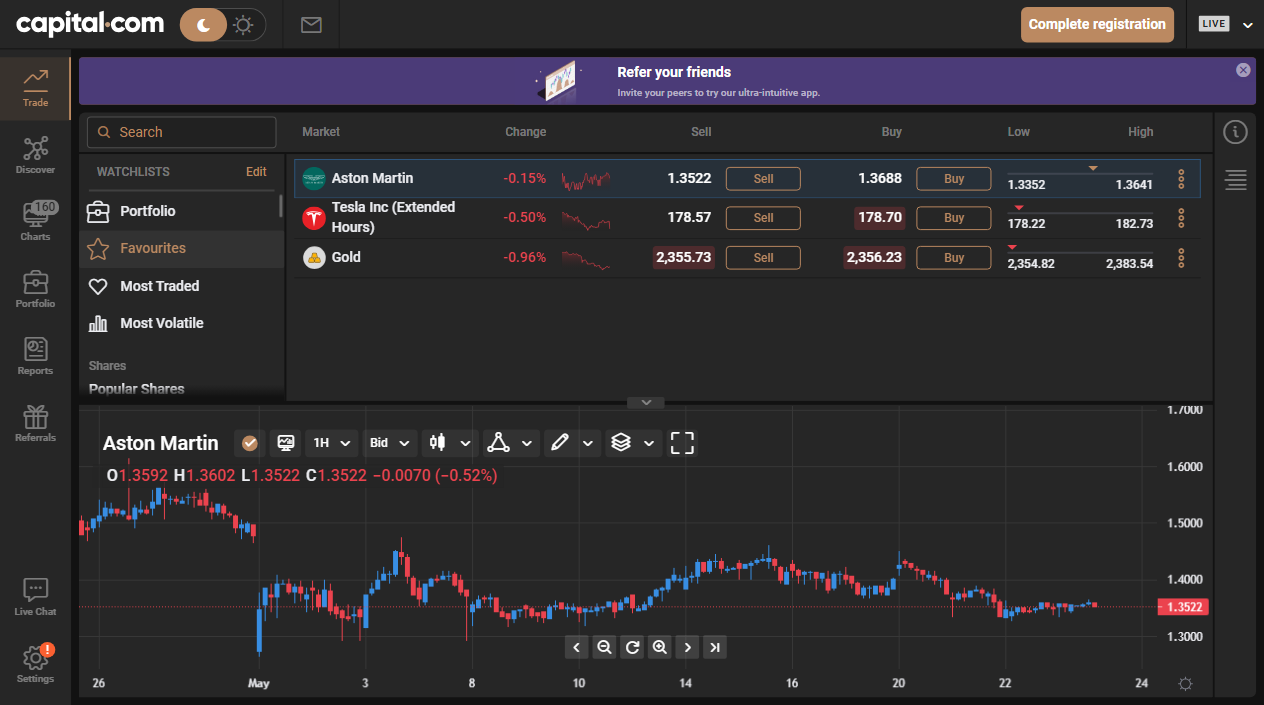 capital.com
Complete registration
LIVE
Refer your friends
Invite your peers to try our ultra-intuitive app.
Trade
Discover
160
Charts
Portfolio
Reports
Referrals
Live Chat
!
Settings
Search
WATCHLISTS Edit
Portfolio
Favourites
Most Traded
Most Volatile
Shares
Popular Shares
Market Change Sell Buy Low High
Aston Martin -0.15% 1.3522 Sell 1.3688 Buy 1.3352 1.3641
Tesla Inc (Extended
Hours) -0.50% 178.57 Sell 178.70 Buy 178.22 182.73
Gold -0.96% 2,355.73 Sell 2,356.23 Buy 2,354.82 2,383.54
Aston Martin 1H Bid
O1.3592 H1.3602 L1.3522 C1.3522 −0.0070 (−0.52%)
1.7000
1.6000
1.5000
1.4000
1.3522
1.3000
26 May 3 8 10 14 16 20 22 24